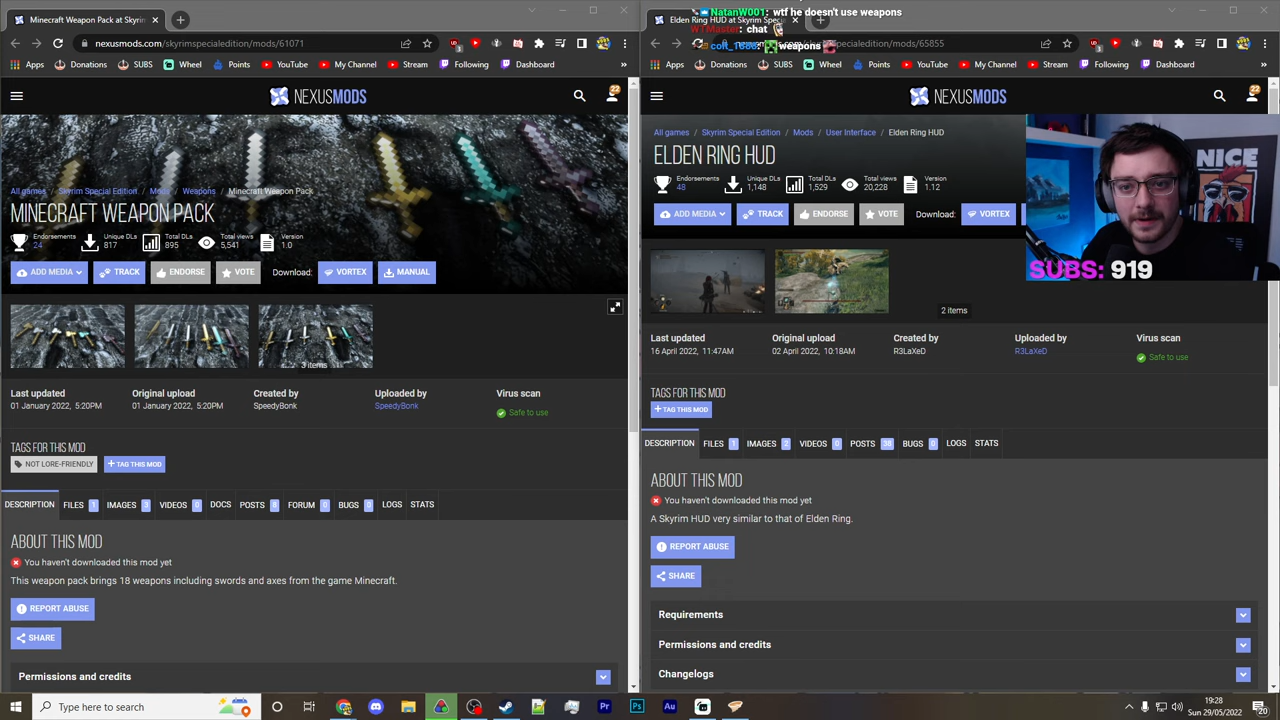 Minecraft Weapon Pack at Skyrim
nexusmods.com/skyrimspecialedition/mods/61071
Apps
Donations
SUBS
Wheel
Points
YouTube
My Channel
Stream
Following
Dashboard
NEXUSMODS
22
All games / Skyrim Special Edition / Mods / Weapons / Minecraft Weapon Pack
MINECRAFT WEAPON PACK
Endorsements
24
Unique DLs
817
Total DLs
895
Total views
5,541
Version
1.0
ADD MEDIA
TRACK
ENDORSE
VOTE
Download:
VORTEX
MANUAL
3 items
Last updated
01 January 2022, 5:20PM
Original upload
01 January 2022, 5:20PM
Created by
SpeedyBonk
Uploaded by
SpeedyBonk
Virus scan
Safe to use
TAGS FOR THIS MOD
NOT LORE-FRIENDLY
+ TAG THIS MOD
DESCRIPTION
FILES 1
IMAGES 3
VIDEOS 0
DOCS
POSTS 8
FORUM 0
BUGS 0
LOGS
STATS
ABOUT THIS MOD
You haven't downloaded this mod yet
This weapon pack brings 18 weapons including swords and axes from the game Minecraft.
REPORT ABUSE
SHARE
Permissions and credits
Elden Ring HUD at Skyrim Spec
NatanW001: wtf he doesn't use weapons
WTMaster: chat
weapons
specialedition/mods/65855
Apps
Donations
SUBS
Wheel
Points
YouTube
My Channel
Stream
Following
Dashboard
NEXUSMODS
22
All games / Skyrim Special Edition / Mods / User Interface / Elden Ring HUD
ELDEN RING HUD
Endorsements
48
Unique DLs
1,148
Total DLs
1,529
Total views
20,228
Version
1.12
ADD MEDIA
TRACK
ENDORSE
VOTE
Download:
VORTEX
NICE
SUBS: 919
2 items
Last updated
16 April 2022, 11:47AM
Original upload
02 April 2022, 10:18AM
Created by
R3LaXeD
Uploaded by
R3LaXeD
Virus scan
Safe to use
TAGS FOR THIS MOD
+ TAG THIS MOD
DESCRIPTION
FILES 1
IMAGES 2
VIDEOS 0
POSTS 38
BUGS 0
LOGS
STATS
ABOUT THIS MOD
You haven't downloaded this mod yet
A Skyrim HUD very similar to that of Elden Ring.
REPORT ABUSE
SHARE
Requirements
Permissions and credits
Changelogs
Type here to search
Pr
Ps
Au
19:28
Sun 29/05/2022
20